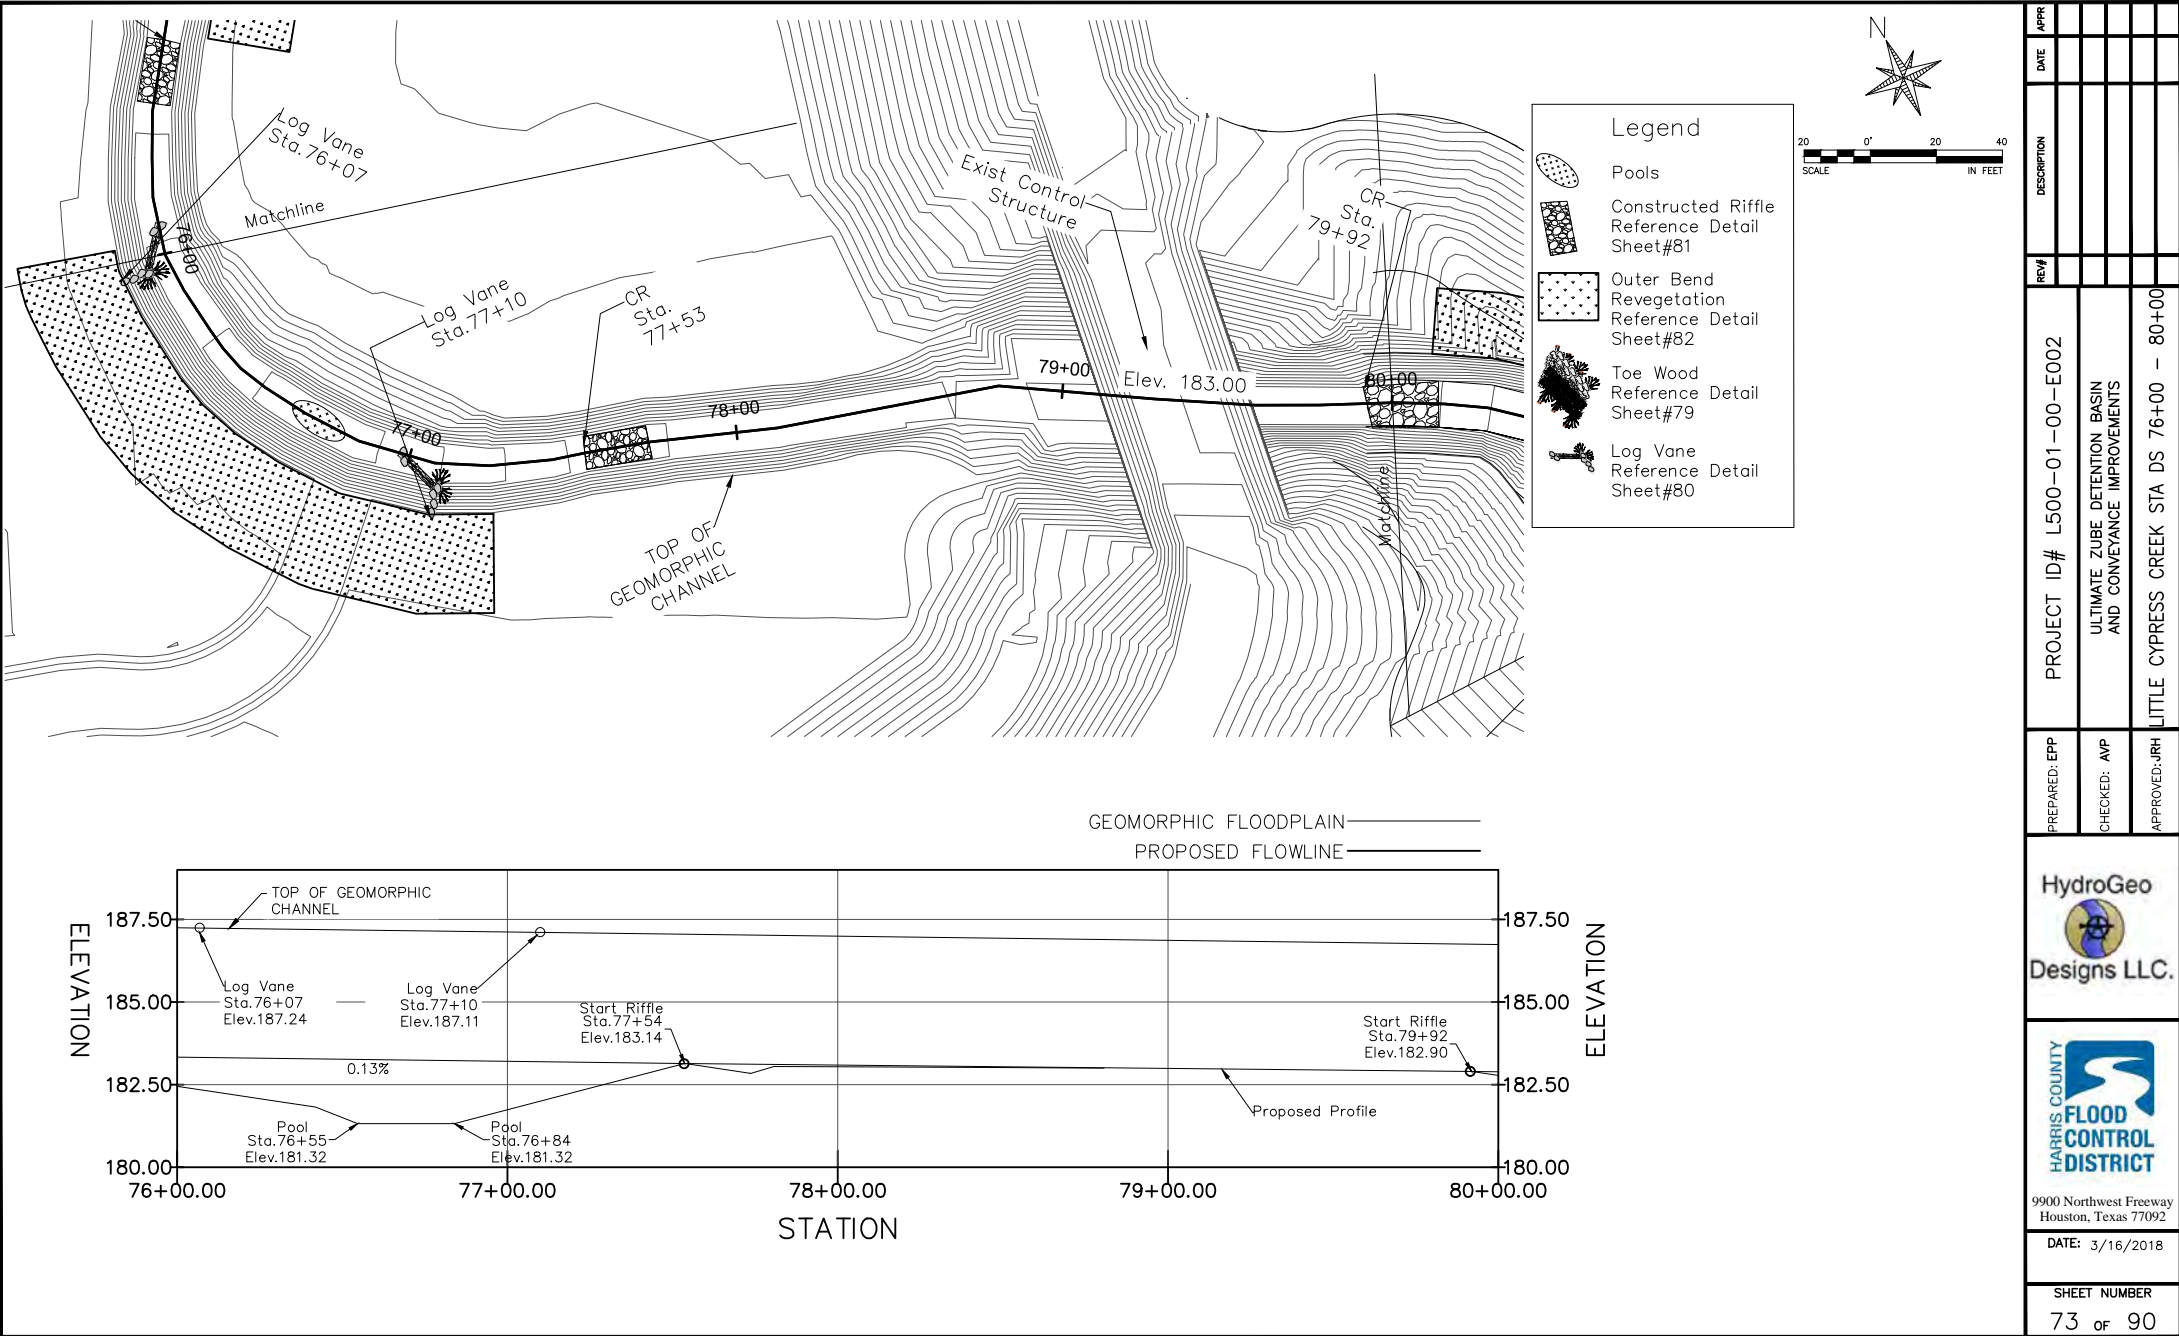 Log Vane
Sta.76+07
Matchline
76+00
Log Vane
Sta.77+10
CR
Sta.
77+53
77+00
78+00
79+00
80+00
TOP OF
GEOMORPHIC
CHANNEL
Exist Control
Structure
Elev. 183.00
CR
Sta.
79+92
Matchline
N
20 0' 20 40
SCALE IN FEET
Legend
Pools
Constructed Riffle
Reference Detail
Sheet#81
Outer Bend
Revegetation
Reference Detail
Sheet#82
Toe Wood
Reference Detail
Sheet#79
Log Vane
Reference Detail
Sheet#80
GEOMORPHIC FLOODPLAIN
PROPOSED FLOWLINE
ELEVATION
187.50
185.00
182.50
180.00
TOP OF GEOMORPHIC
CHANNEL
Log Vane
Sta.76+07
Elev.187.24
Log Vane
Sta.77+10
Elev.187.11
Start Riffle
Sta.77+54
Elev.183.14
Start Riffle
Sta.79+92
Elev.182.90
0.13%
Pool
Sta.76+55
Elev.181.32
Pool
Sta.76+84
Elev.181.32
Proposed Profile
187.50
185.00
182.50
180.00
ELEVATION
76+00.00 77+00.00 78+00.00 79+00.00 80+00.00
STATION
REV# DESCRIPTION DATE APPR
PROJECT ID# L500-01-00-E002
ULTIMATE ZUBE DETENTION BASIN
AND CONVEYANCE IMPROVEMENTS
LITTLE CYPRESS CREEK STA DS 76+00 - 80+00
PREPARED: EPP
CHECKED: AVP
APPROVED: JRH
HydroGeo
Designs LLC.
HARRIS COUNTY
FLOOD
CONTROL
DISTRICT
9900 Northwest Freeway
Houston, Texas 77092
DATE: 3/16/2018
SHEET NUMBER
73 OF 90